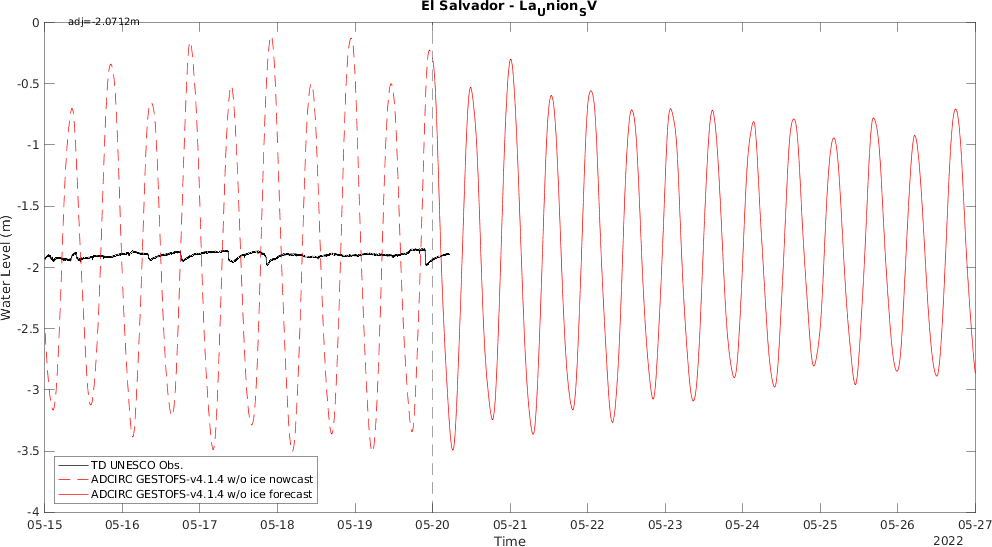 El Salvador - LaUnionSV
adj=-2.0712m
0
-0.5
-1
-1.5
-2
-2.5
-3
-3.5
-4
Water Level (m)
TD UNESCO Obs.
ADCIRC GESTOFS-v4.1.4 w/o ice nowcast
ADCIRC GESTOFS-v4.1.4 w/o ice forecast
05-15 05-16 05-17 05-18 05-19 05-20 05-21 05-22 05-23 05-24 05-25 05-26 05-27
Time
2022